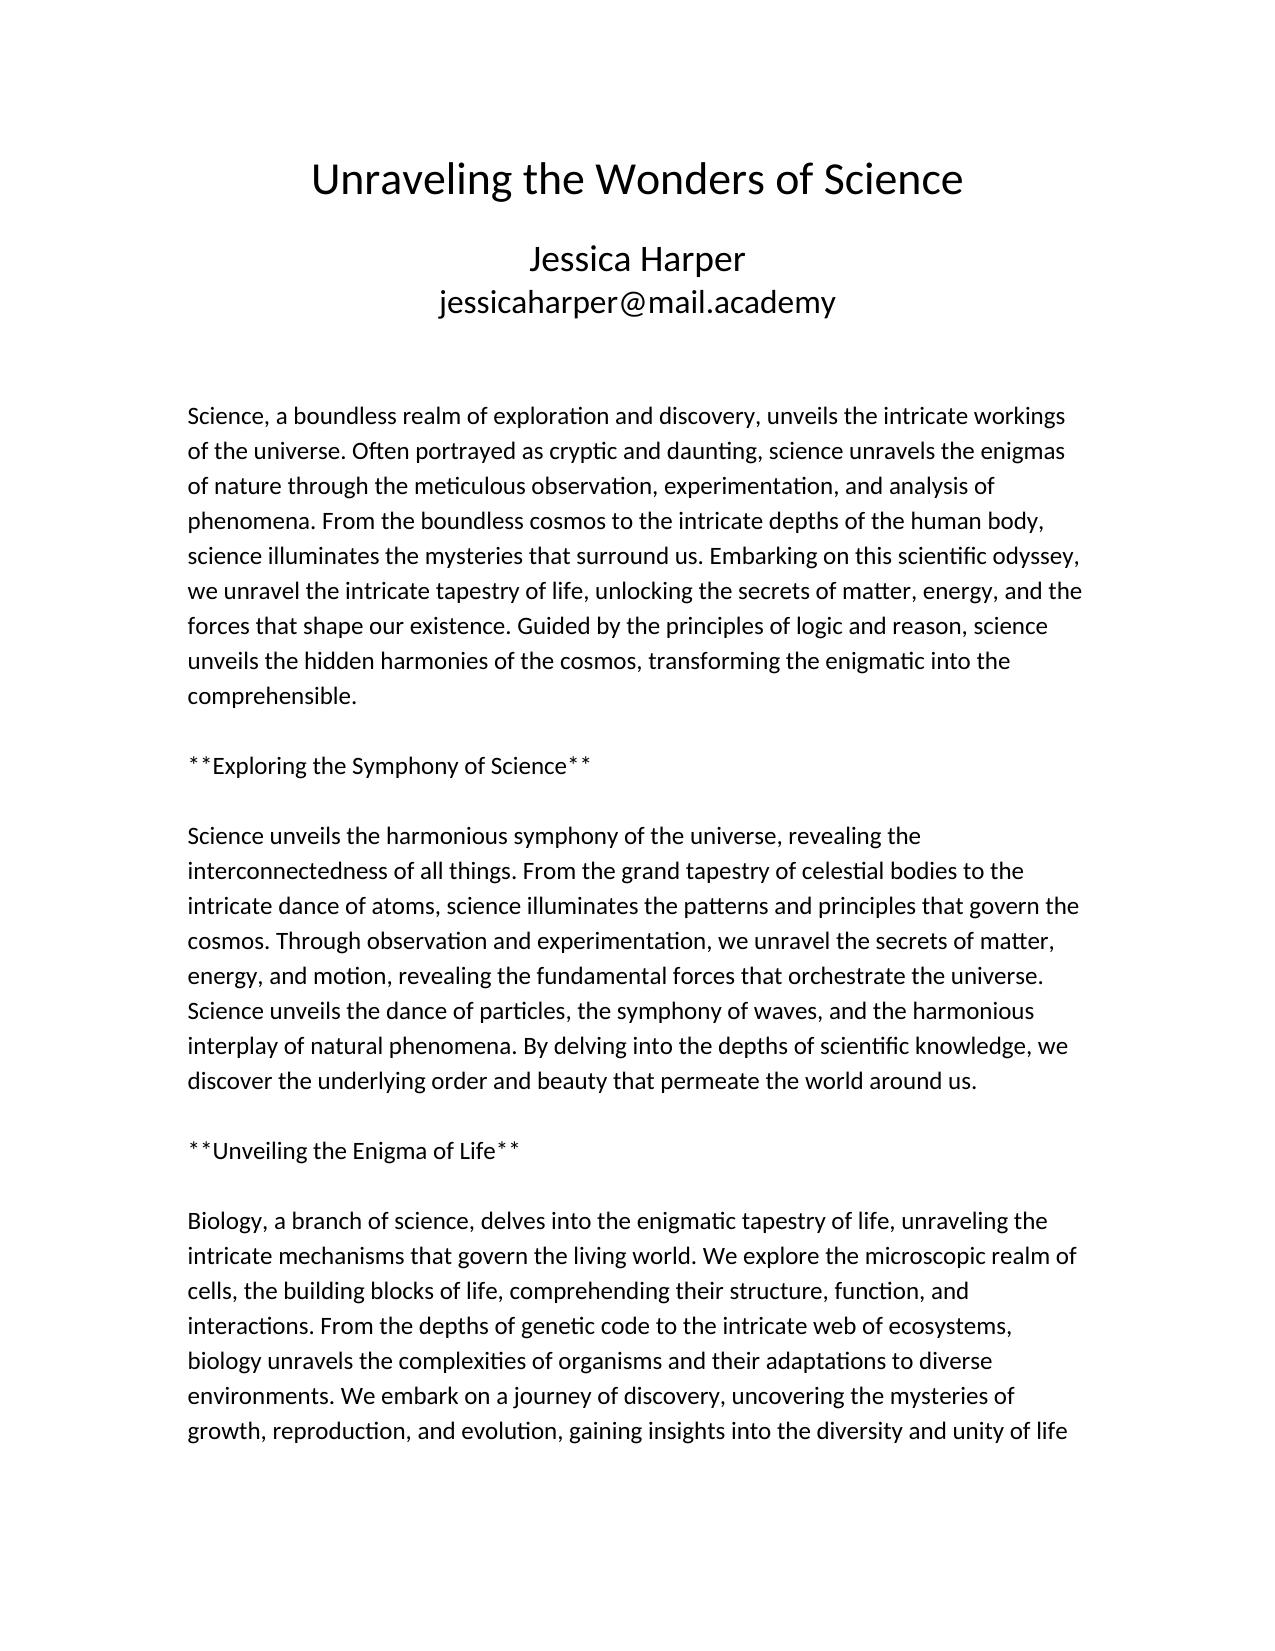 Unraveling the Wonders of Science
Jessica Harper
jessicaharper@mail.academy
Science, a boundless realm of exploration and discovery, unveils the intricate workings
of the universe. Often portrayed as cryptic and daunting, science unravels the enigmas
of nature through the meticulous observation, experimentation, and analysis of
phenomena. From the boundless cosmos to the intricate depths of the human body,
science illuminates the mysteries that surround us. Embarking on this scientific odyssey,
we unravel the intricate tapestry of life, unlocking the secrets of matter, energy, and the
forces that shape our existence. Guided by the principles of logic and reason, science
unveils the hidden harmonies of the cosmos, transforming the enigmatic into the
comprehensible.
**Exploring the Symphony of Science**
Science unveils the harmonious symphony of the universe, revealing the
interconnectedness of all things. From the grand tapestry of celestial bodies to the
intricate dance of atoms, science illuminates the patterns and principles that govern the
cosmos. Through observation and experimentation, we unravel the secrets of matter,
energy, and motion, revealing the fundamental forces that orchestrate the universe.
Science unveils the dance of particles, the symphony of waves, and the harmonious
interplay of natural phenomena. By delving into the depths of scientific knowledge, we
discover the underlying order and beauty that permeate the world around us.
**Unveiling the Enigma of Life**
Biology, a branch of science, delves into the enigmatic tapestry of life, unraveling the
intricate mechanisms that govern the living world. We explore the microscopic realm of
cells, the building blocks of life, comprehending their structure, function, and
interactions. From the depths of genetic code to the intricate web of ecosystems,
biology unravels the complexities of organisms and their adaptations to diverse
environments. We embark on a journey of discovery, uncovering the mysteries of
growth, reproduction, and evolution, gaining insights into the diversity and unity of life